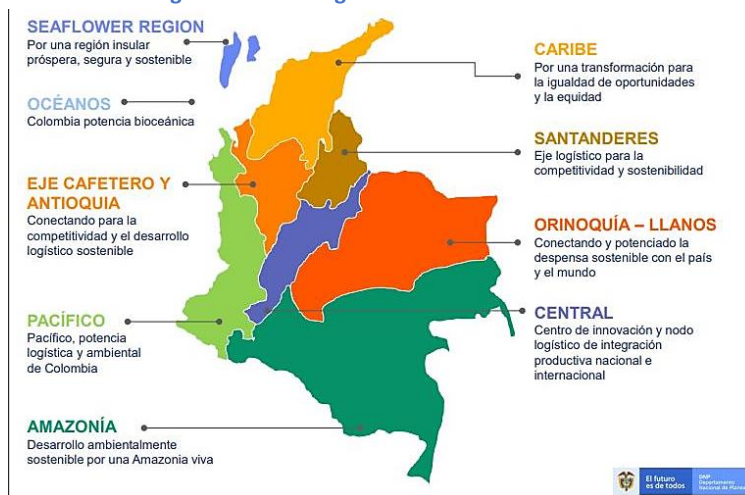 SEAFLOWER REGION
Por una región insular
próspera, segura y sostenible
OCÉANOS
Colombia potencia bioceánica
EJE CAFETERO Y
ANTIOQUIA
Conectando para la
competitividad y el desarrollo
logístico sostenible
PACÍFICO
Pacífico, potencia
logística y ambiental
de Colombia
AMAZONÍA
Desarrollo ambientalmente
sostenible por una Amazonia viva
CARIBE
Por una transformación para
la igualdad de oportunidades
y la equidad
SANTANDERES
Eje logístico para la
competitividad y sostenibilidad
ORINOQUÍA – LLANOS
Conectando y potenciado la
despensa sostenible con el país
y el mundo
CENTRAL
Centro de innovación y nodo
logístico de integración
productiva nacional e
internacional
El futuro
es de todos
DNP
Departamento
Nacional de